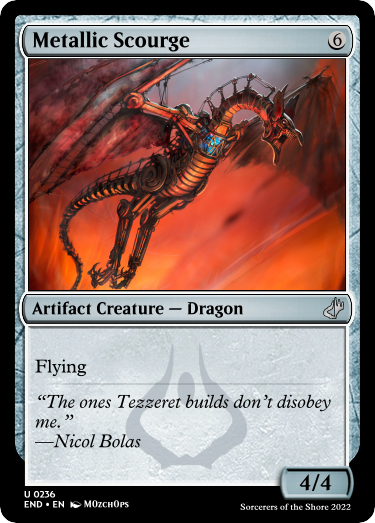 Metallic Scourge 6
Artifact Creature — Dragon
Flying
“The ones Tezzeret builds don’t disobey
me.”
—Nicol Bolas
4/4
U 0236
END • EN MOZCHOPS
Sorcerers of the Shore 2022